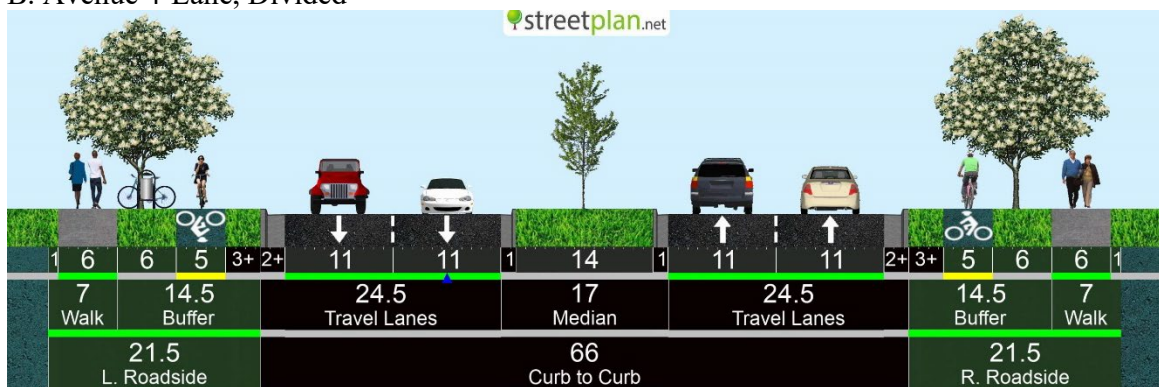 B. Avenue 4 Lane, Divided
streetplan.net
1 6 6 5 3+ 2+ 11 11 1 14 1 11 11 2+ 3+ 5 6 6 1
7 14.5 24.5 17 24.5 14.5 7
Walk Buffer Travel Lanes Median Travel Lanes Buffer Walk
21.5 66 21.5
L. Roadside Curb to Curb R. Roadside